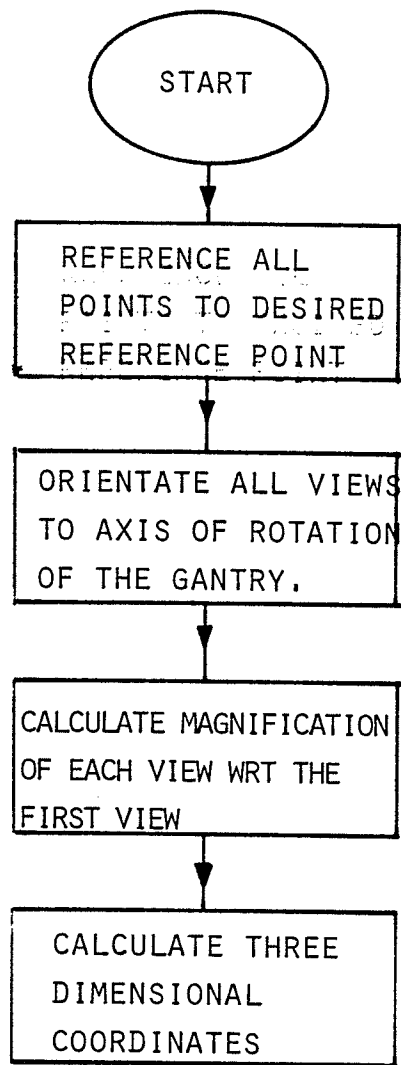 START
REFERENCE ALL
POINTS TO DESIRED
REFERENCE POINT
ORIENTATE ALL VIEWS
TO AXIS OF ROTATION
OF THE GANTRY.
CALCULATE MAGNIFICATION
OF EACH VIEW WRT THE
FIRST VIEW
CALCULATE THREE
DIMENSIONAL
COORDINATES